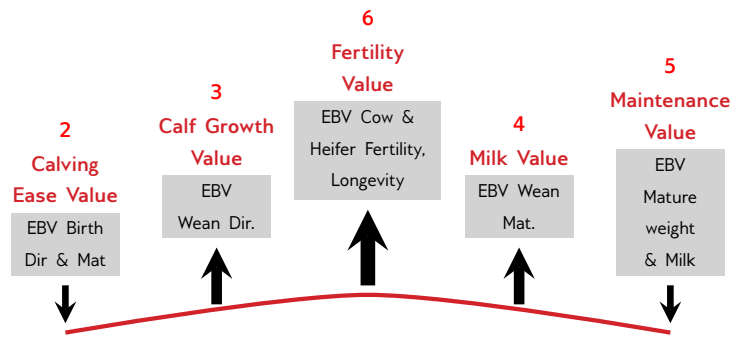 2
Calving
Ease Value
EBV Birth
Dir & Mat
3
Calf Growth
Value
EBV
Wean Dir.
6
Fertility
Value
EBV Cow &
Heifer Fertility,
Longevity
4
Milk Value
EBV Wean
Mat.
5
Maintenance
Value
EBV
Mature
weight
& Milk